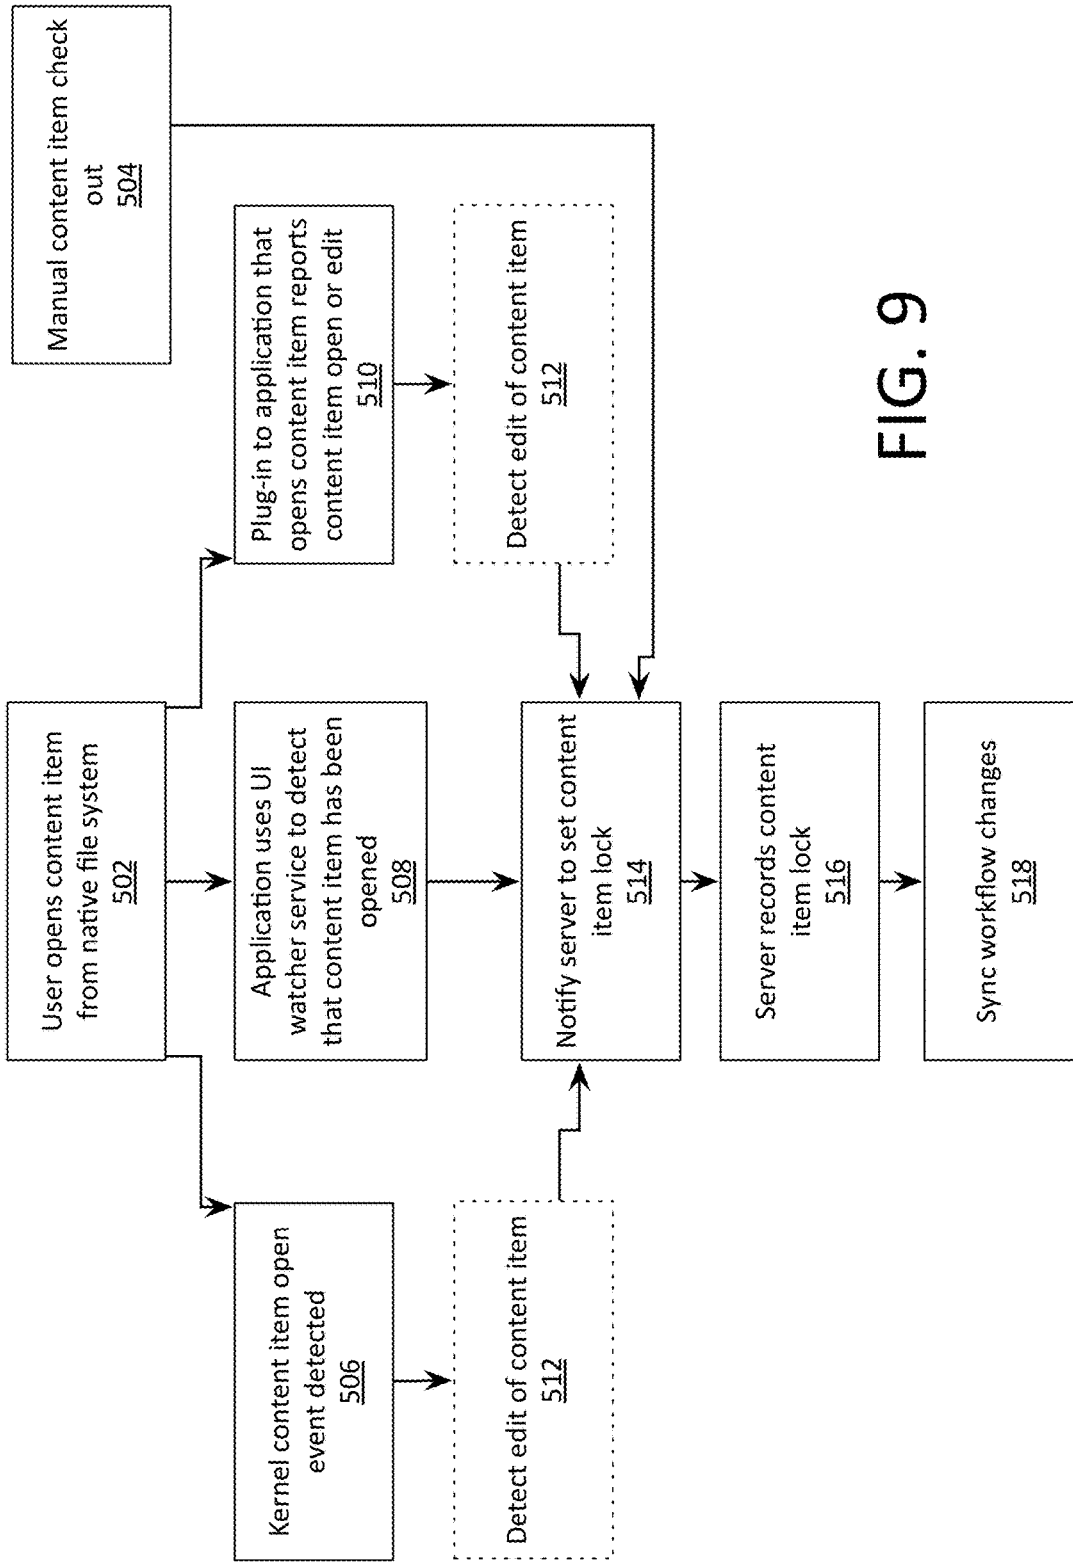 User opens content item
from native file system
502
Manual content item check
out
504
Kernel content item open
event detected
506
Application uses UI
watcher service to detect
that content item has been
opened
508
Plug-in to application that
opens content item reports
content item open or edit
510
Detect edit of content item
512
Detect edit of content item
512
Notify server to set content
item lock
514
Server records content
item lock
516
Sync workflow changes
518
FIG. 9